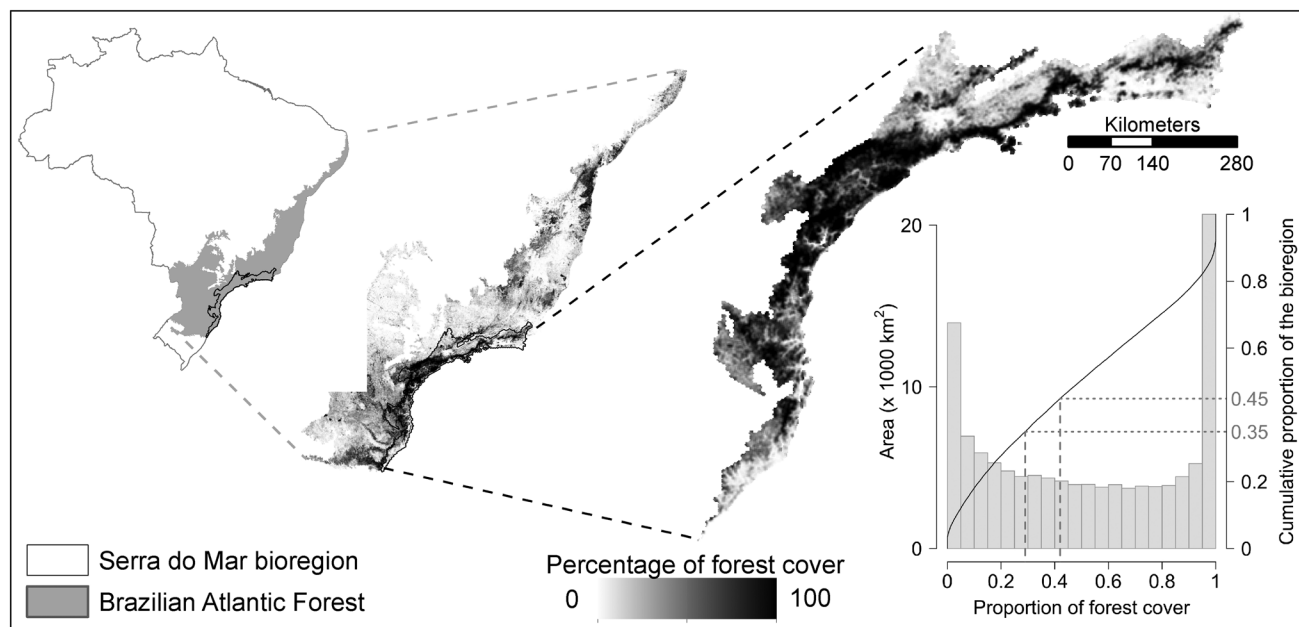 Kilometers
0 70 140 280
20
10
0
Area (x 1000 km²)
1
0.8
0.6
0.45
0.35
0.2
0
Cumulative proportion of the bioregion
0 0.2 0.4 0.6 0.8 1
Proportion of forest cover
Serra do Mar bioregion
Brazilian Atlantic Forest
Percentage of forest cover
0 100